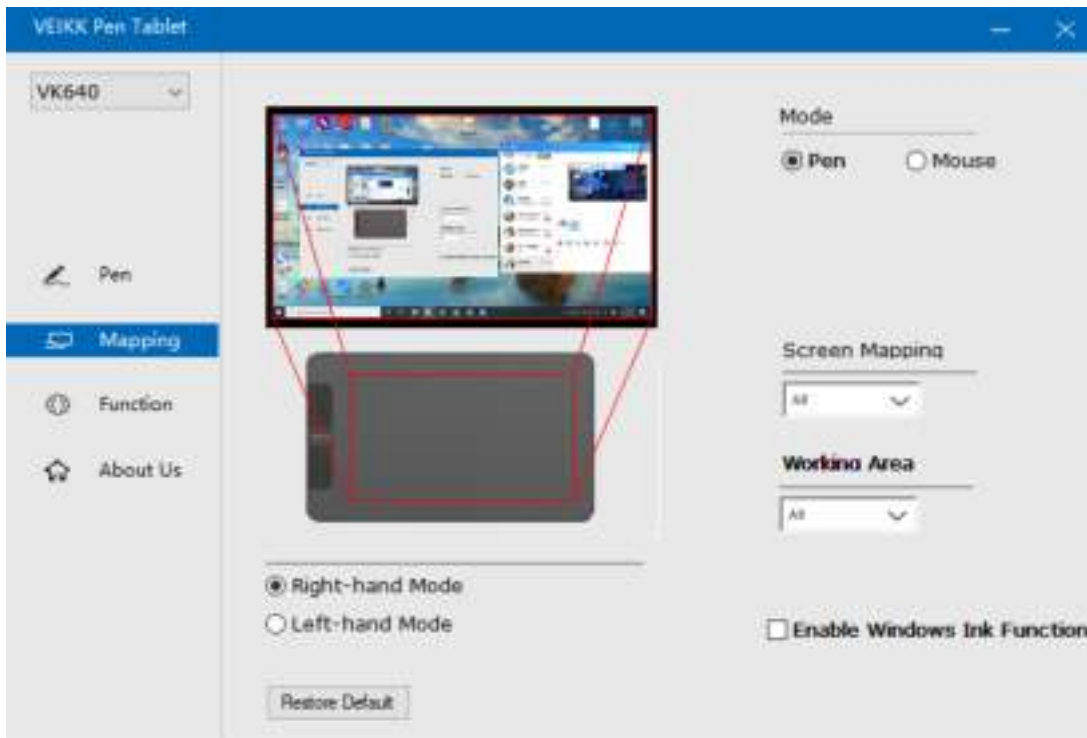 VEIKK Pen Tablet
VK640
Mode
Pen
Mouse
Pen
Mapping
Function
About Us
Screen Mapping
All
Working Area
All
Right-hand Mode
Left-hand Mode
Enable Windows Ink Function
Restore Default